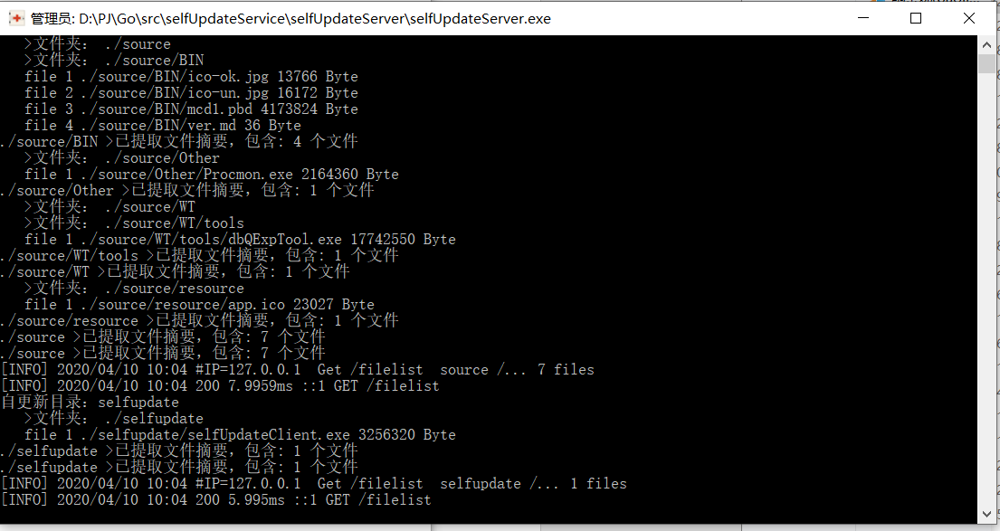 管理员: D:\PJ\Go\src\selfUpdateService\selfUpdateServer\selfUpdateServer.exe
>文件夹： ./source
>文件夹： ./source/BIN
file 1 ./source/BIN/ico-ok.jpg 13766 Byte
file 2 ./source/BIN/ico-un.jpg 16172 Byte
file 3 ./source/BIN/mcd1.pbd 4173824 Byte
file 4 ./source/BIN/ver.md 36 Byte
./source/BIN >已提取文件摘要，包含: 4 个文件
>文件夹： ./source/Other
file 1 ./source/Other/Procmon.exe 2164360 Byte
./source/Other >已提取文件摘要，包含: 1 个文件
>文件夹： ./source/WT
>文件夹： ./source/WT/tools
file 1 ./source/WT/tools/dbQExpTool.exe 17742550 Byte
./source/WT/tools >已提取文件摘要，包含: 1 个文件
./source/WT >已提取文件摘要，包含: 1 个文件
>文件夹： ./source/resource
file 1 ./source/resource/app.ico 23027 Byte
./source/resource >已提取文件摘要，包含: 1 个文件
./source >已提取文件摘要，包含: 7 个文件
./source >已提取文件摘要，包含: 7 个文件
[INFO] 2020/04/10 10:04 #IP=127.0.0.1  Get /filelist  source /... 7 files
[INFO] 2020/04/10 10:04 200 7.9959ms ::1 GET /filelist
自更新目录: selfupdate
>文件夹： ./selfupdate
file 1 ./selfupdate/selfUpdateClient.exe 3256320 Byte
./selfupdate >已提取文件摘要，包含: 1 个文件
./selfupdate >已提取文件摘要，包含: 1 个文件
[INFO] 2020/04/10 10:04 #IP=127.0.0.1  Get /filelist  selfupdate /... 1 files
[INFO] 2020/04/10 10:04 200 5.995ms ::1 GET /filelist